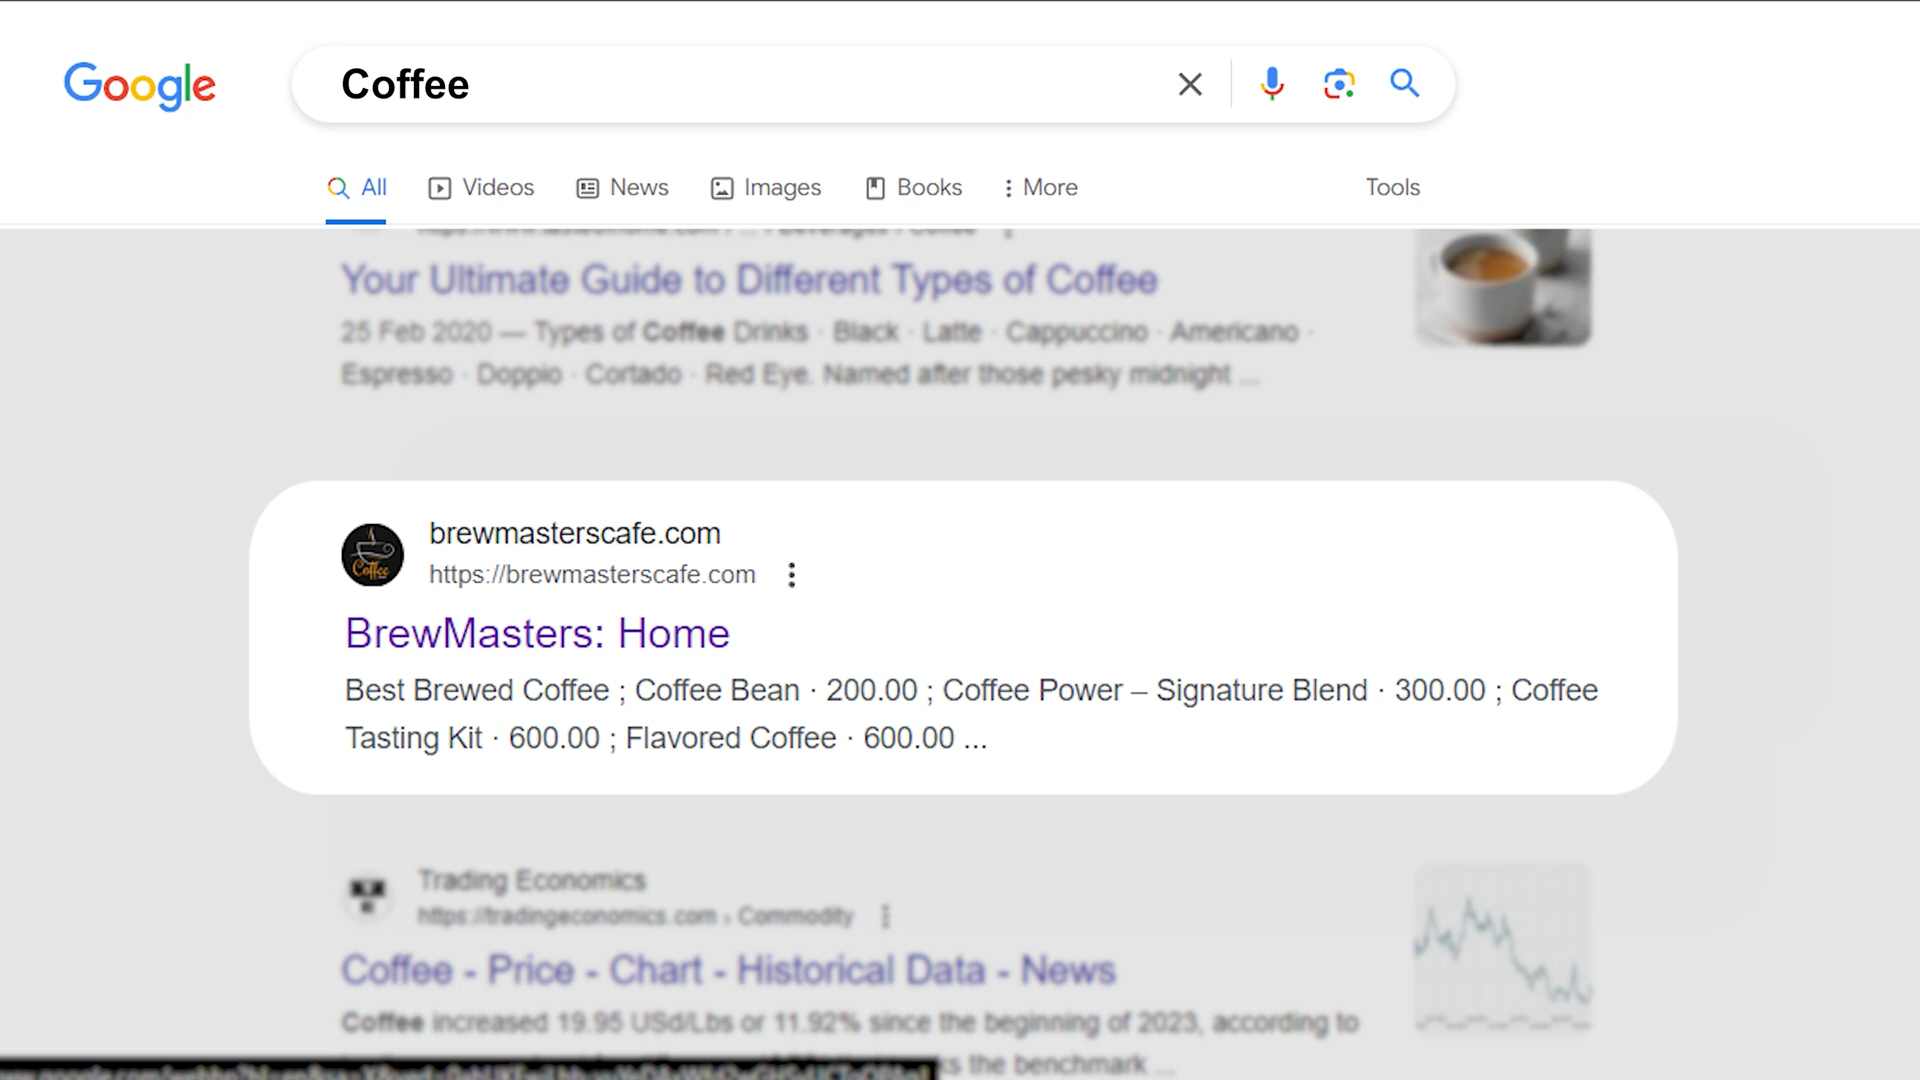 Google
Coffee
All
Videos
News
Images
Books
More
Tools
Your Ultimate Guide to Different Types of Coffee
25 Feb 2020 — Types of Coffee Drinks · Black · Latte · Cappuccino · Americano ·
Espresso · Doppio · Cortado · Red Eye. Named after those pesky midnight ...
Coffee
brewmasterscafe.com
https://brewmasterscafe.com
BrewMasters: Home
Best Brewed Coffee ; Coffee Bean · 200.00 ; Coffee Power – Signature Blend · 300.00 ; Coffee
Tasting Kit · 600.00 ; Flavored Coffee · 600.00 ...
Trading Economics
https://tradingeconomics.com › Commodity
Coffee - Price - Chart - Historical Data - News
Coffee increased 19.95 USd/Lbs or 11.92% since the beginning of 2023, according to
the benchmark ...